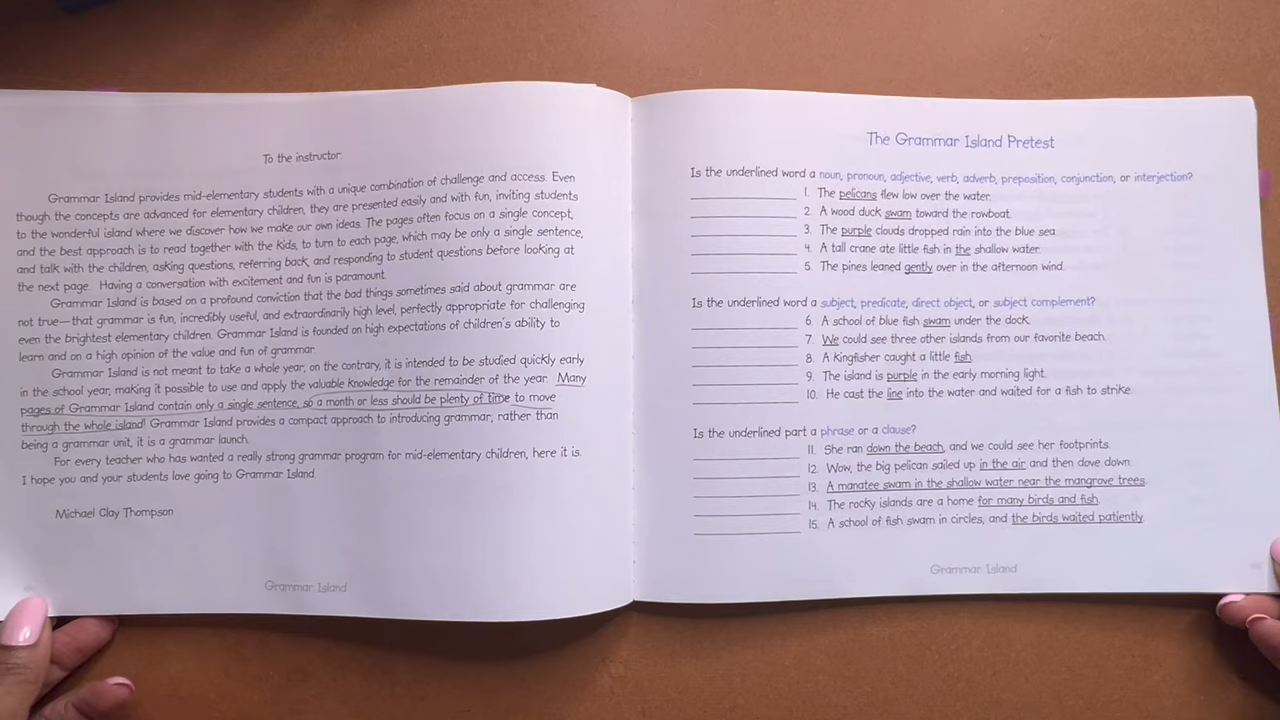 To the instructor:
Grammar Island provides mid-elementary students with a unique combination of challenge and access. Even
though the concepts are advanced for elementary children, they are presented easily and with fun, inviting students
to the wonderful island where we discover how we make our own ideas. The pages often focus on a single concept,
and the best approach is to read together with the kids, to turn to each page, which may be only a single sentence,
and talk with the children, asking questions, referring back, and responding to student questions before looking at
the next page. Having a conversation with excitement and fun is paramount.
Grammar Island is based on a profound conviction that the bad things sometimes said about grammar are
not true—that grammar is fun, incredibly useful, and extraordinarily high level, perfectly appropriate for challenging
even the brightest elementary children. Grammar Island is founded on high expectations of children's ability to
learn and on a high opinion of the value and fun of grammar.
Grammar Island is not meant to take a whole year; on the contrary, it is intended to be studied quickly early
in the school year, making it possible to use and apply the valuable knowledge for the remainder of the year. Many
pages of Grammar Island contain only a single sentence, so a month or less should be plenty of time to move
through the whole island! Grammar Island provides a compact approach to introducing grammar; rather than
being a grammar unit, it is a grammar launch.
For every teacher who has wanted a really strong grammar program for mid-elementary children, here it is.
I hope you and your students love going to Grammar Island.
Michael Clay Thompson
Grammar Island
The Grammar Island Pretest
Is the underlined word a noun, pronoun, adjective, verb, adverb, preposition, conjunction, or interjection?
1. The pelicans flew low over the water.
2. A wood duck swam toward the rowboat.
3. The purple clouds dropped rain into the blue sea.
4. A tall crane ate little fish in the shallow water.
5. The pines leaned gently over in the afternoon wind.
Is the underlined word a subject, predicate, direct object, or subject complement?
6. A school of blue fish swam under the dock.
7. We could see three other islands from our favorite beach.
8. A kingfisher caught a little fish.
9. The island is purple in the early morning light.
10. He cast the line into the water and waited for a fish to strike.
Is the underlined part a phrase or a clause?
11. She ran down the beach, and we could see her footprints.
12. Wow, the big pelican sailed up in the air and then dove down.
13. A manatee swam in the shallow water near the mangrove trees.
14. The rocky islands are a home for many birds and fish.
15. A school of fish swam in circles, and the birds waited patiently.
Grammar Island